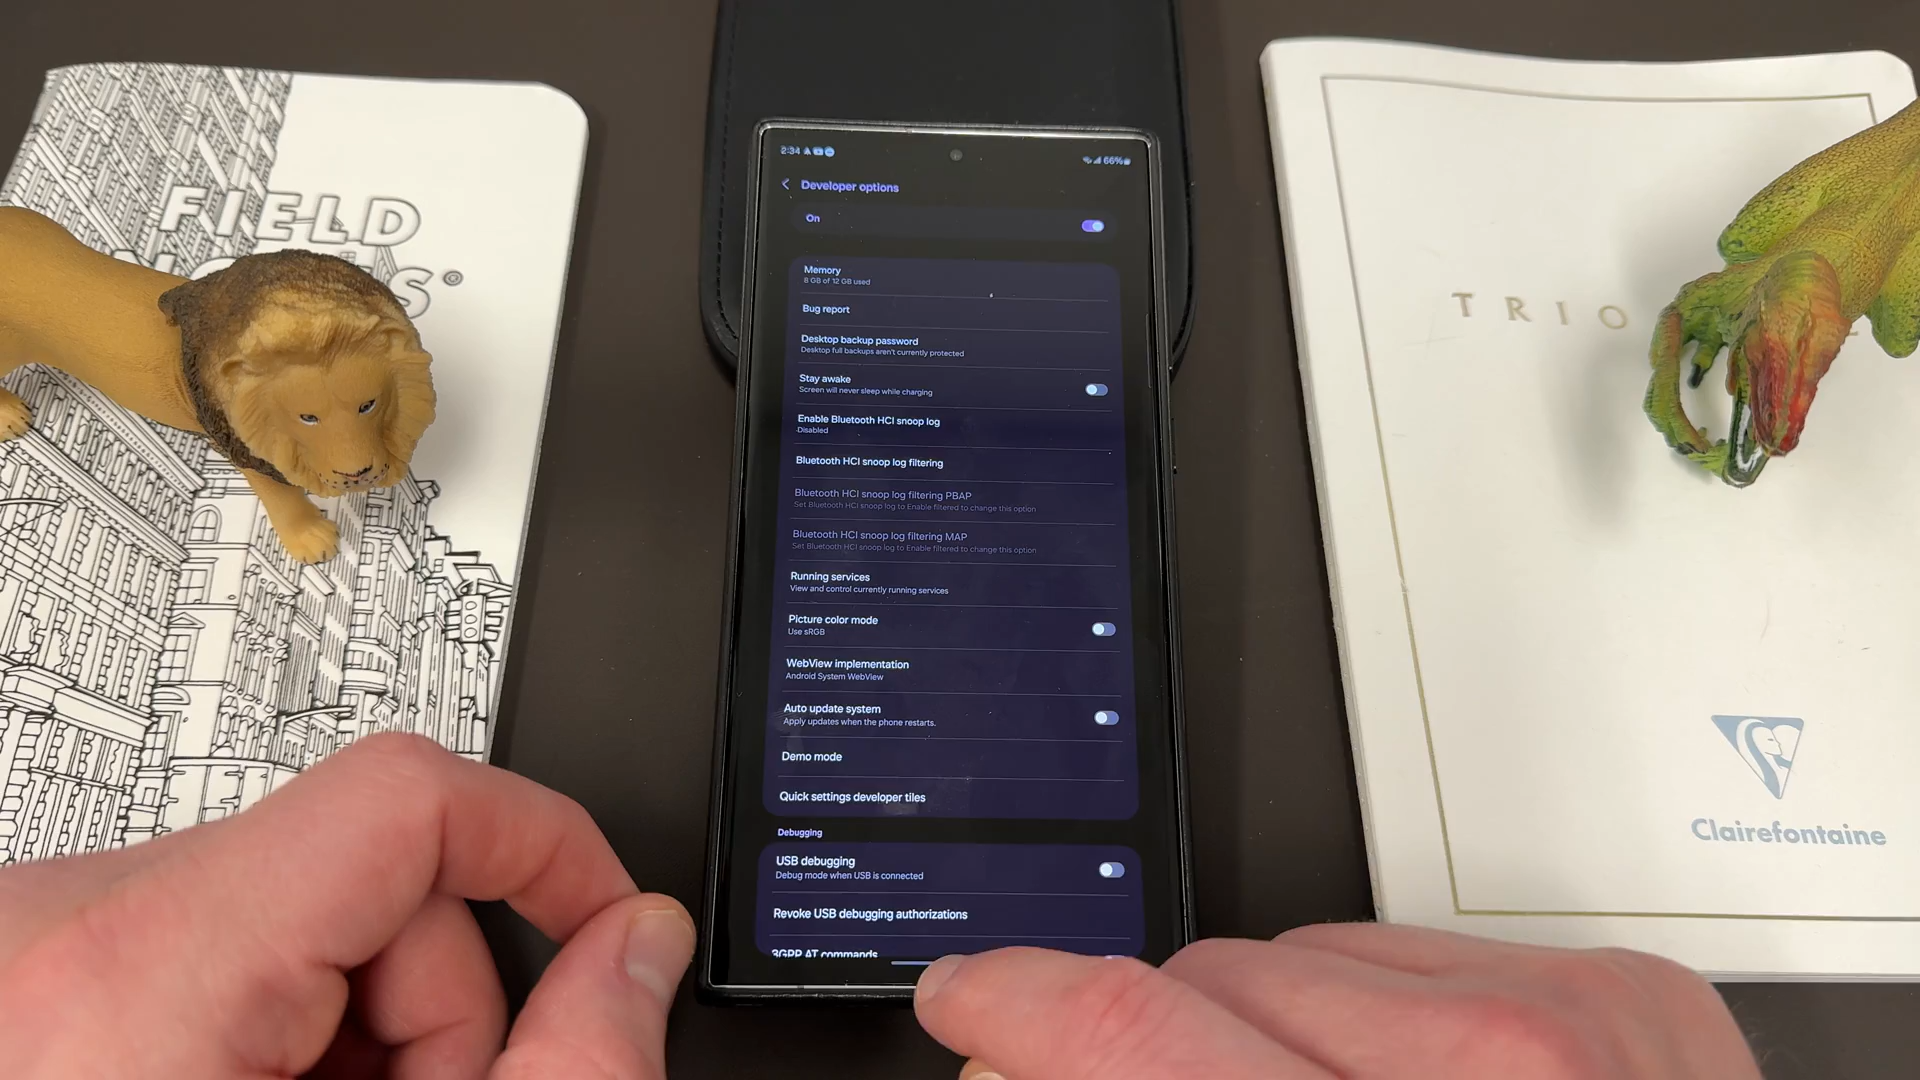 FIELD
2:34
66%
Developer options
On
Memory
8 GB of 12 GB used
Bug report
Desktop backup password
Desktop full backups aren't currently protected
Stay awake
Screen will never sleep while charging
Enable Bluetooth HCI snoop log
Disabled
Bluetooth HCI snoop log filtering
Bluetooth HCI snoop log filtering PBAP
Set Bluetooth HCI snoop log to Enable filtered to change this option
Bluetooth HCI snoop log filtering MAP
Set Bluetooth HCI snoop log to Enable filtered to change this option
Running services
View and control currently running services
Picture color mode
Use sRGB
WebView implementation
Android System WebView
Auto update system
Apply updates when the phone restarts.
Demo mode
Quick settings developer tiles
Debugging
USB debugging
Debug mode when USB is connected
Revoke USB debugging authorizations
3GPP AT commands
TRIO
Clairefontaine